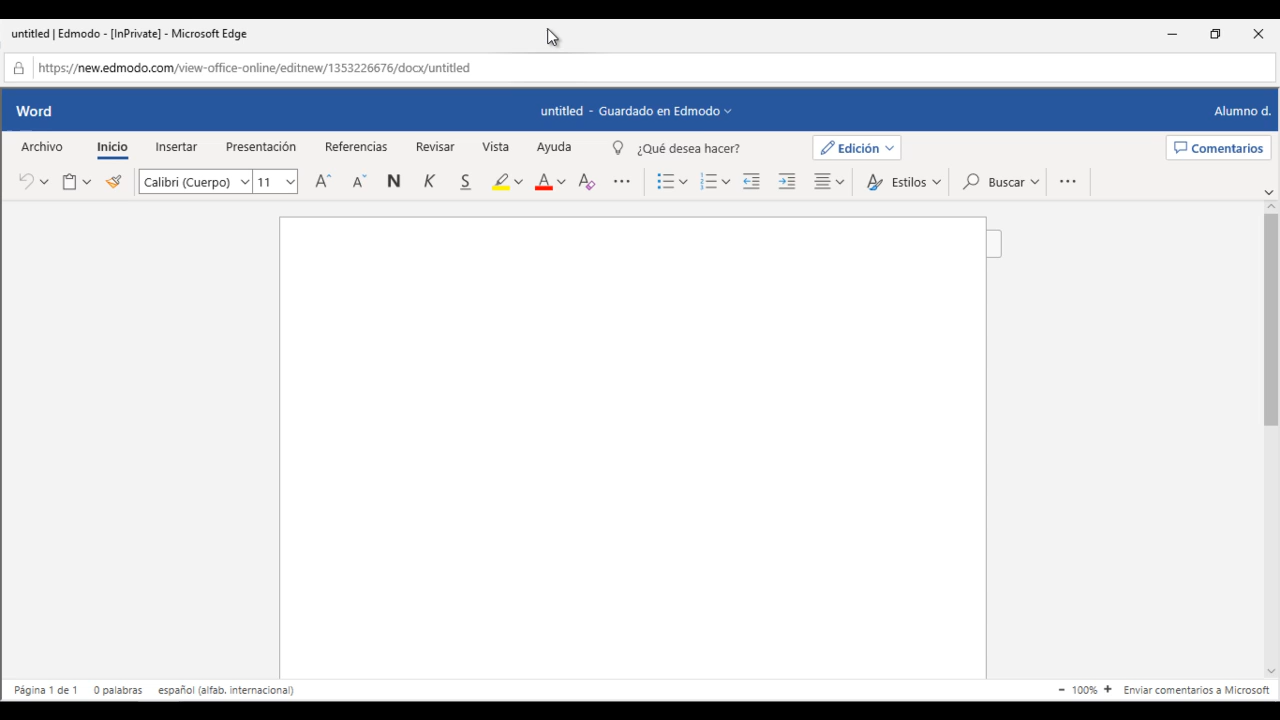 untitled | Edmodo - [InPrivate] - Microsoft Edge
https://new.edmodo.com/view-office-online/editnew/1353226676/docx/untitled
Word untitled - Guardado en Edmodo Alumno d.
Archivo Inicio Insertar Presentación Referencias Revisar Vista Ayuda ¿Qué desea hacer? Edición Comentarios
Calibri (Cuerpo) 11 A A N K S A A Estilos Buscar
Página 1 de 1 0 palabras español (alfab. internacional) - 100% + Enviar comentarios a Microsoft